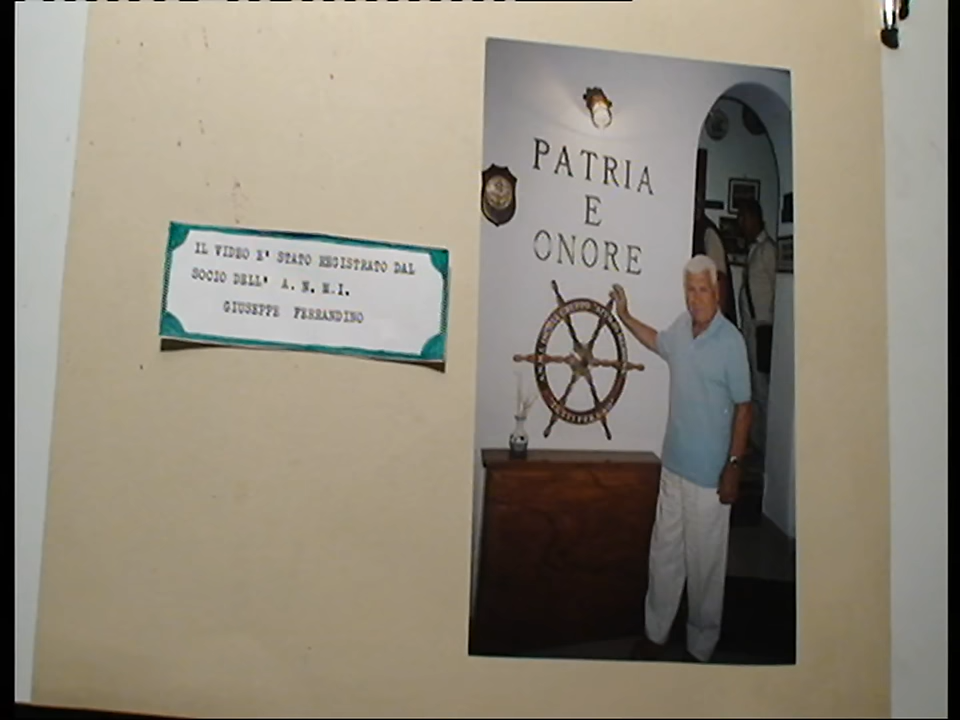 IL VIDEO E' STATO REGISTRATO DAL
SOCIO DELL' A. N. M. I.
GIUSEPPE FERRANDINO
PATRIA
E
ONORE